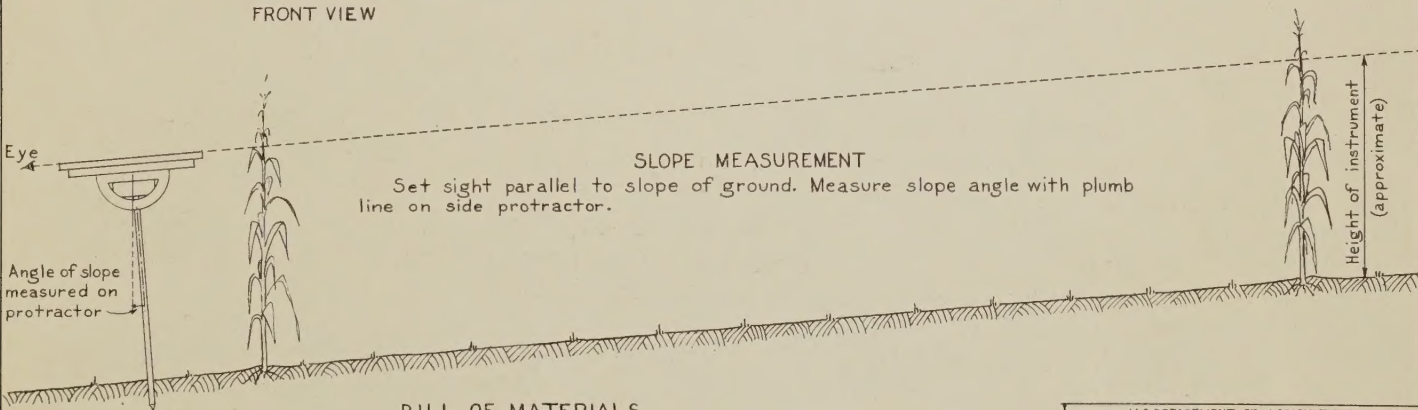 FRONT VIEW
Eye
SLOPE MEASUREMENT
Set sight parallel to slope of ground. Measure slope angle with plumb
line on side protractor.
Angle of slope
measured on
protractor
Height of instrument
(approximate)
BILL OF MATERIALS